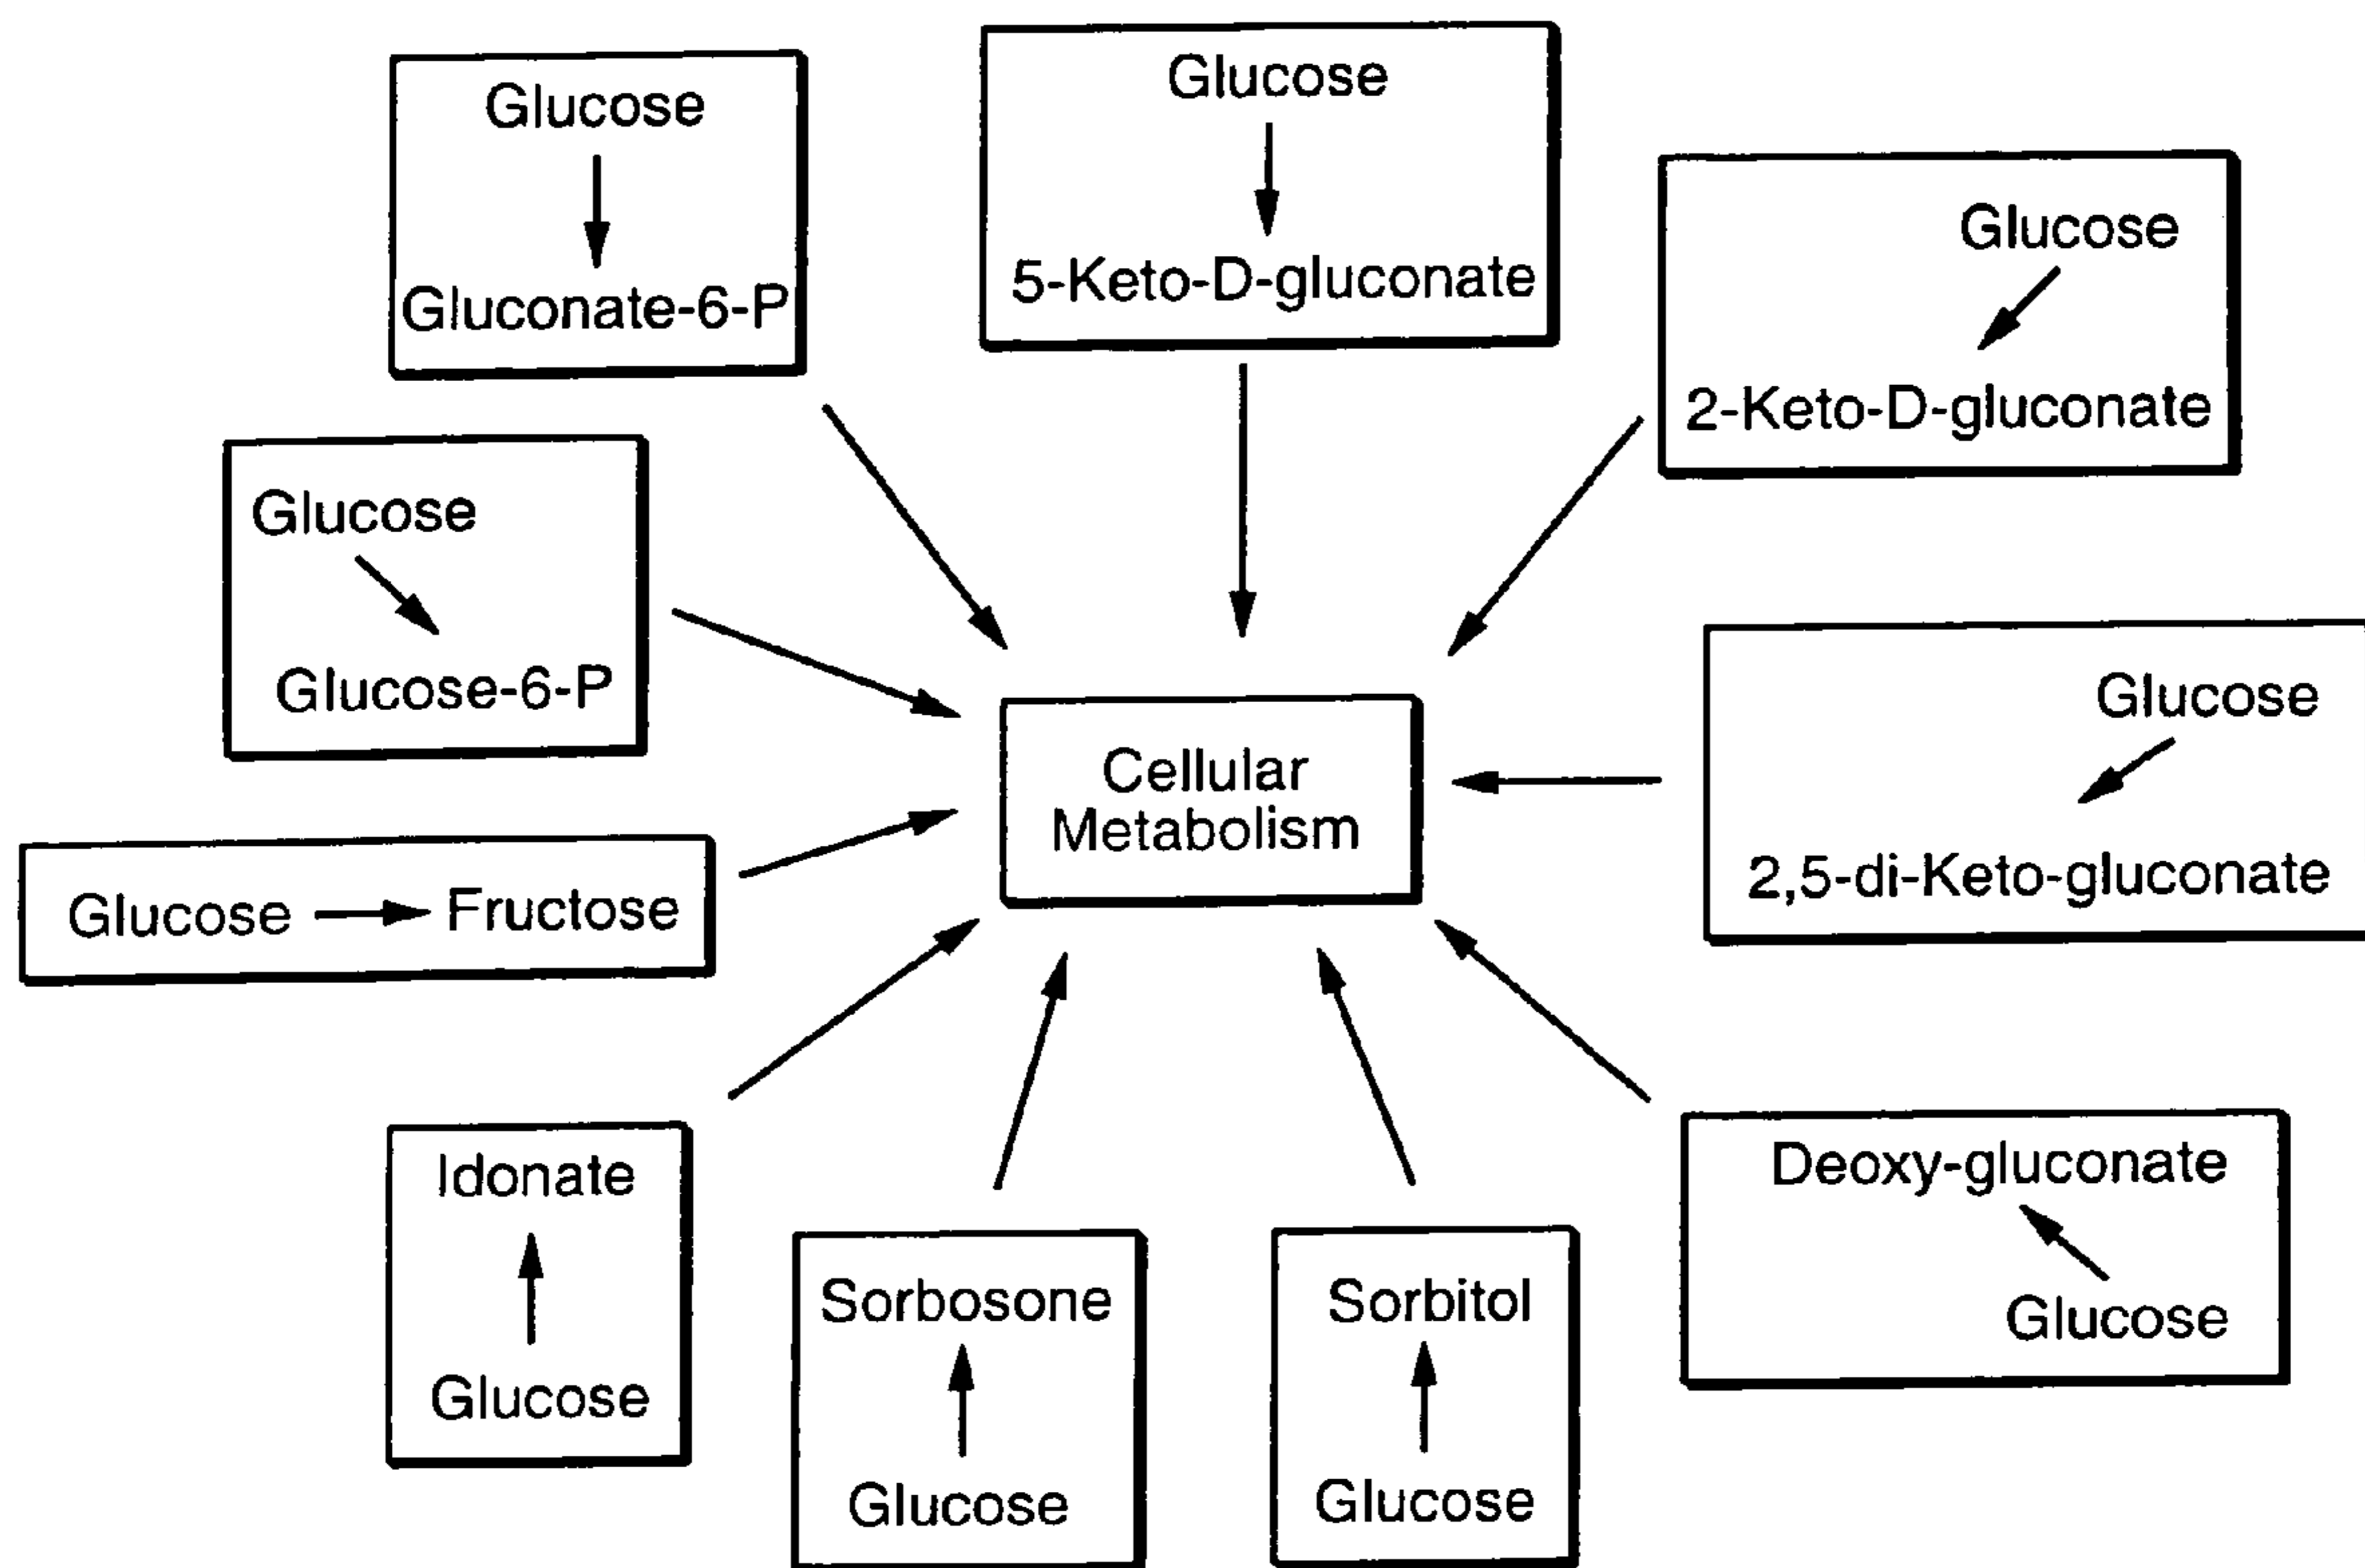 Glucose
Gluconate-6-P
Glucose
5-Keto-D-gluconate
Glucose
2-Keto-D-gluconate
Glucose
Glucose-6-P
Cellular
Metabolism
Glucose
2,5-di-Keto-gluconate
Glucose Fructose
Idonate
Glucose
Sorbosone
Glucose
Sorbitol
Glucose
Deoxy-gluconate
Glucose